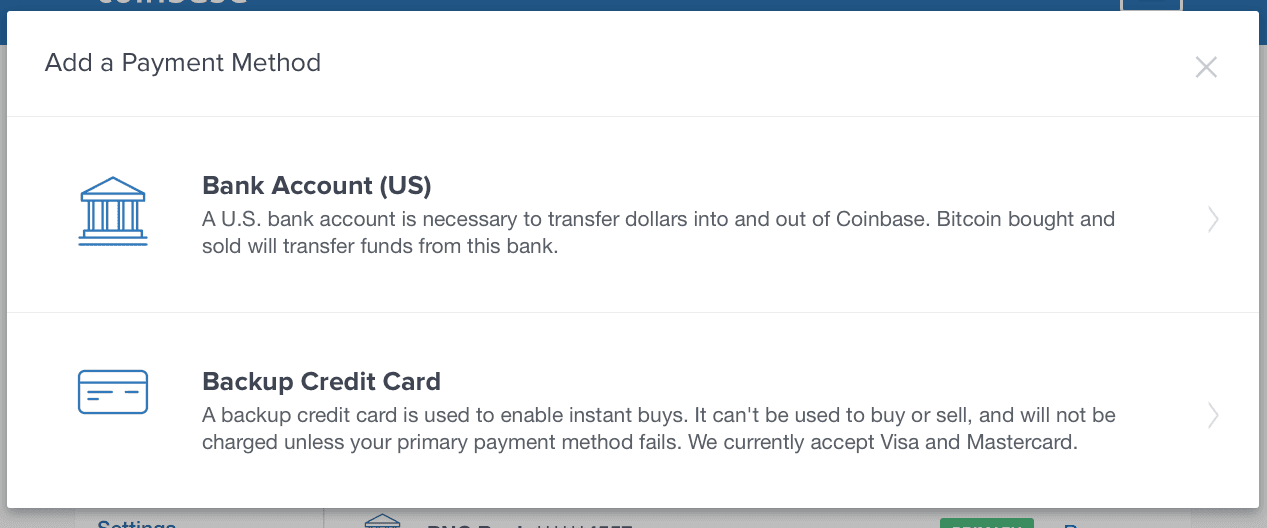 coinbase
Add a Payment Method
Bank Account (US)
A U.S. bank account is necessary to transfer dollars into and out of Coinbase. Bitcoin bought and
sold will transfer funds from this bank.
Backup Credit Card
A backup credit card is used to enable instant buys. It can't be used to buy or sell, and will not be
charged unless your primary payment method fails. We currently accept Visa and Mastercard.
Settings